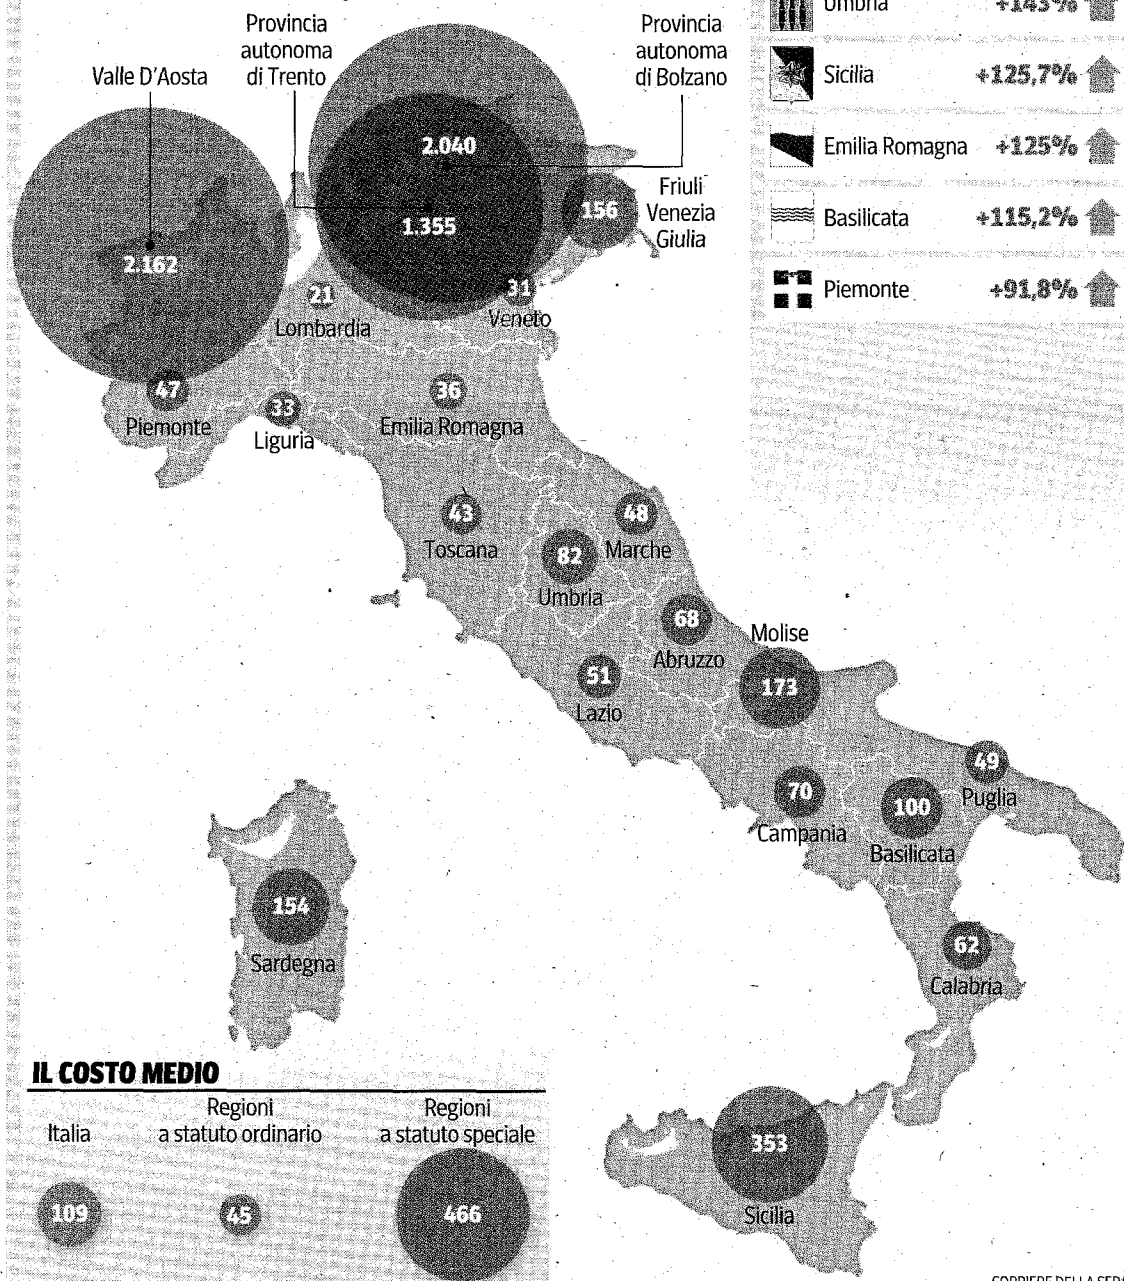 Provincia
autonoma
di Trento
Provincia
autonoma
di Bolzano
Valle D'Aosta
2.040
1.355
2.162
156
Friuli
Venezia
Giulia
21
Lombardia
31
Veneto
47
Piemonte
33
Liguria
36
Emilia Romagna
43
Toscana
48
Marche
82
Umbria
68
Abruzzo
Molise
173
51
Lazio
49
Puglia
70
Campania
100
Basilicata
154
Sardegna
62
Calabria
353
Sicilia
Umbria +143%
Sicilia +125,7%
Emilia Romagna +125%
Basilicata +115,2%
Piemonte +91,8%
IL COSTO MEDIO
Italia
109
Regioni
a statuto ordinario
45
Regioni
a statuto speciale
466
CORRIERE DELLA SERA